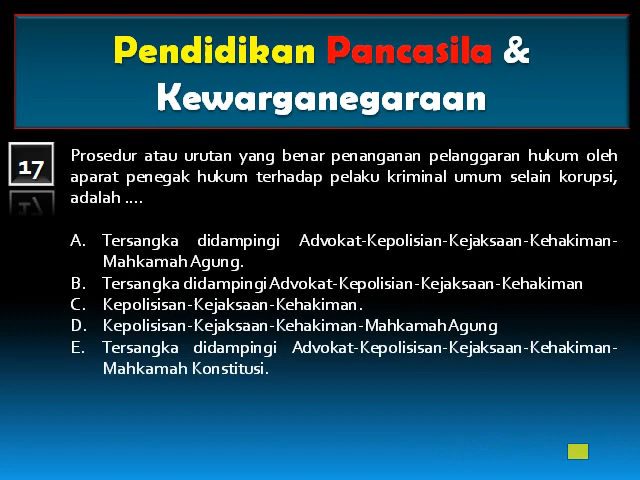 Pendidikan Pancasila &
Kewarganegaraan
17
Prosedur atau urutan yang benar penanganan pelanggaran hukum oleh
aparat penegak hukum terhadap pelaku kriminal umum selain korupsi,
adalah ....
A. Tersangka didampingi Advokat-Kepolisian-Kejaksaan-Kehakiman-
Mahkamah Agung.
B. Tersangka didampingi Advokat-Kepolisian-Kejaksaan-Kehakiman
C. Kepolisisan-Kejaksaan-Kehakiman.
D. Kepolisisan-Kejaksaan-Kehakiman-Mahkamah Agung
E. Tersangka didampingi Advokat-Kepolisisan-Kejaksaan-Kehakiman-
Mahkamah Konstitusi.